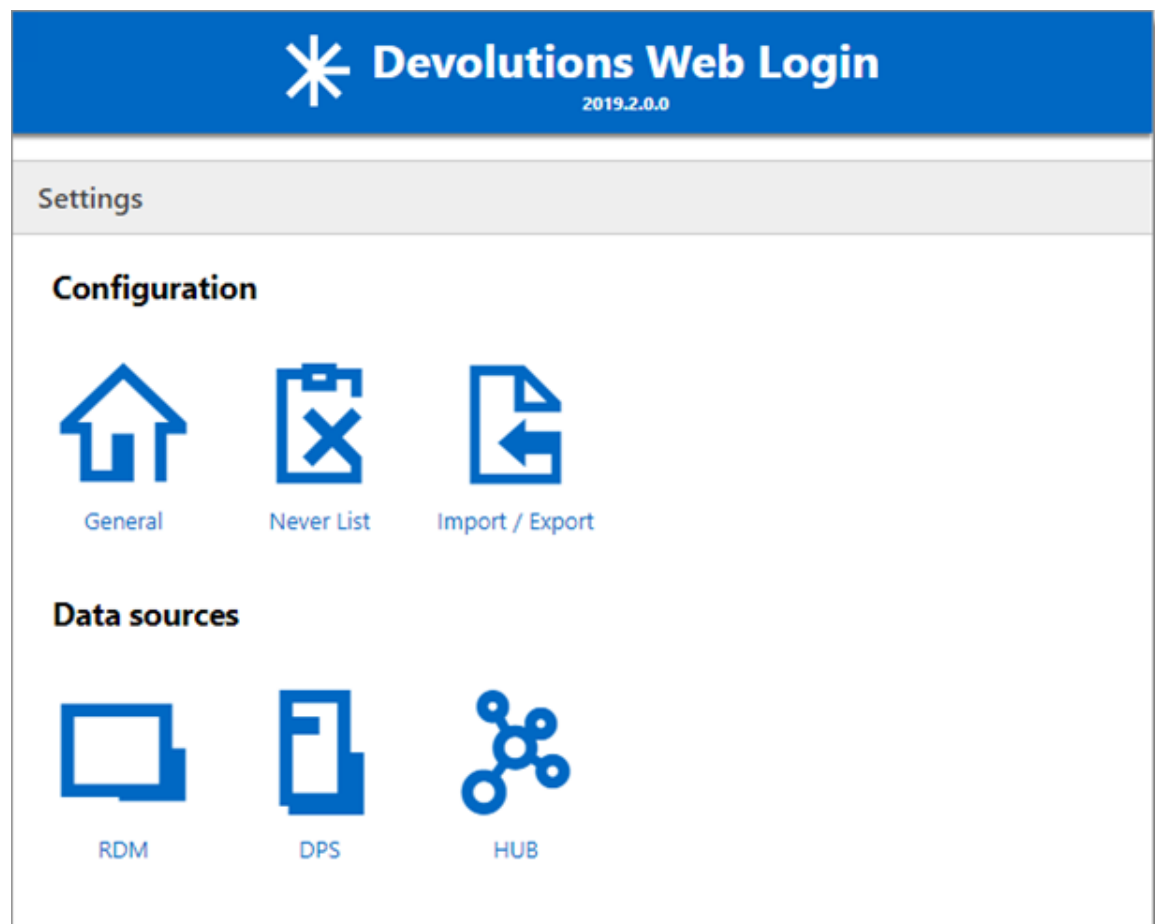 Devolutions Web Login
2019.2.0.0
Settings
Configuration
General Never List Import / Export
Data sources
RDM DPS HUB